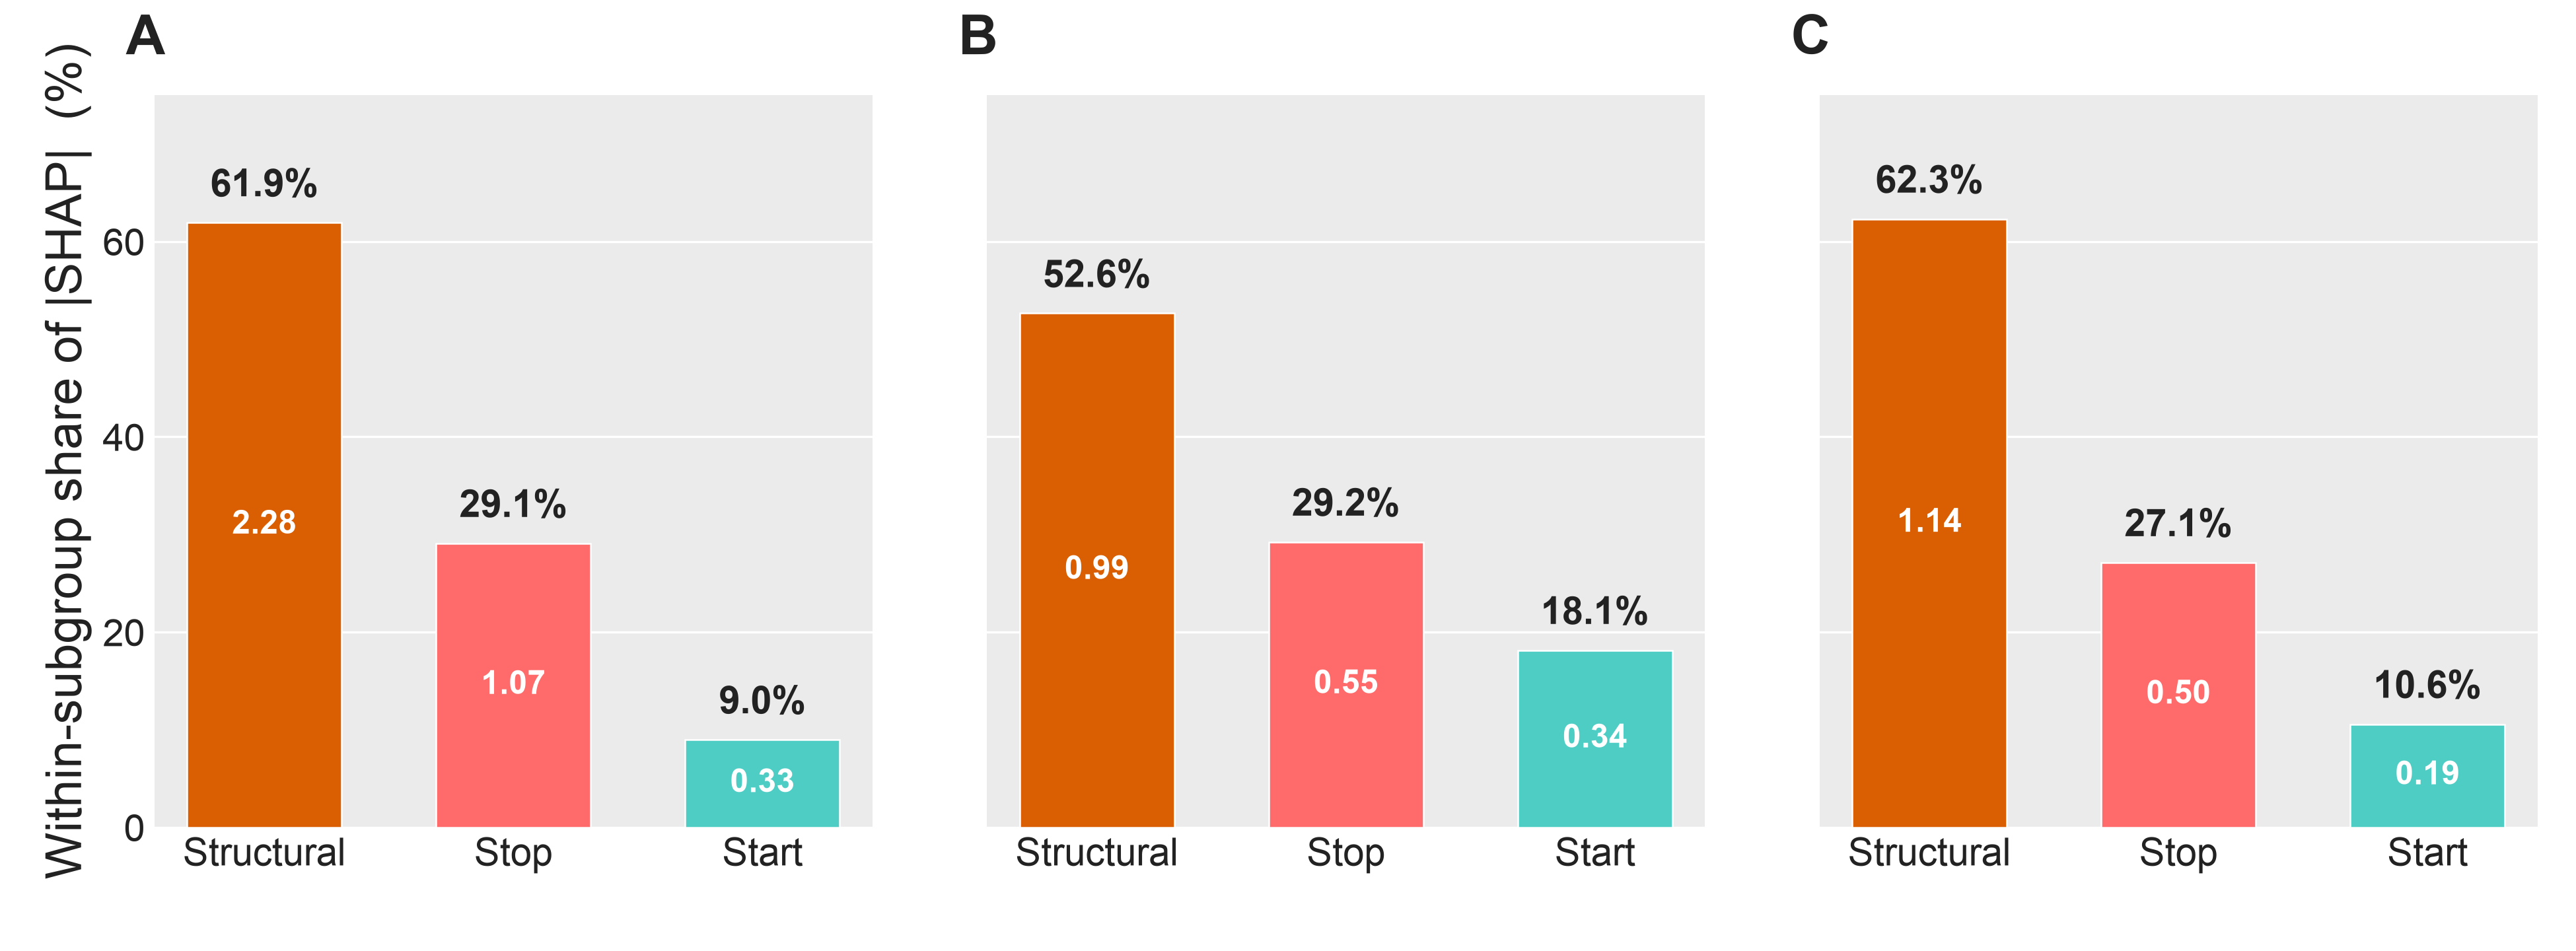 A
B
C
Within-subgroup share of |SHAP| (%)
60
40
20
0
61.9%
2.28
29.1%
1.07
9.0%
0.33
Structural
Stop
Start
52.6%
0.99
29.2%
0.55
18.1%
0.34
Structural
Stop
Start
62.3%
1.14
27.1%
0.50
10.6%
0.19
Structural
Stop
Start